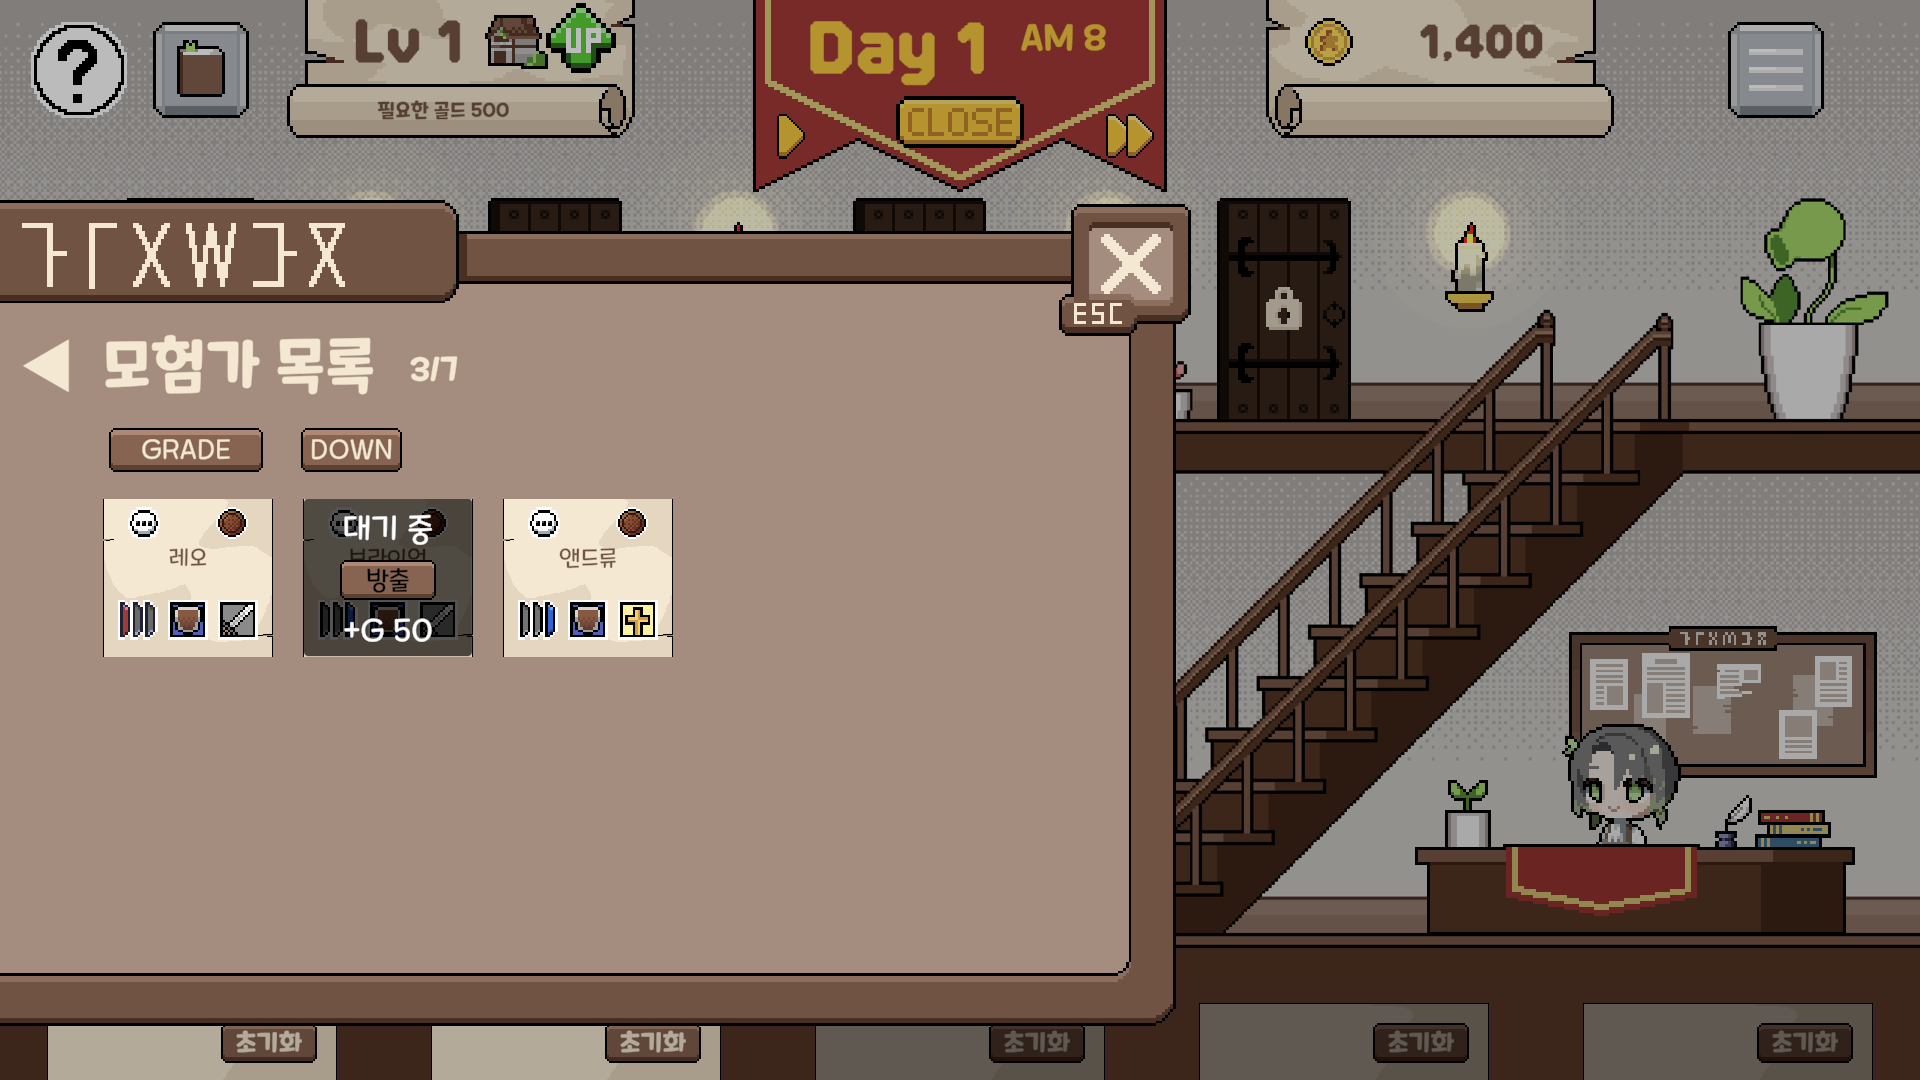 ?
Lv 1
UP
필요한 골드 500
Day 1
AM 8
CLOSE
1,400
ESC
모험가 목록 3/7
GRADE
DOWN
레오
대기 중
방출
+G 50
앤드류
초기화
초기화
초기화
초기화
초기화